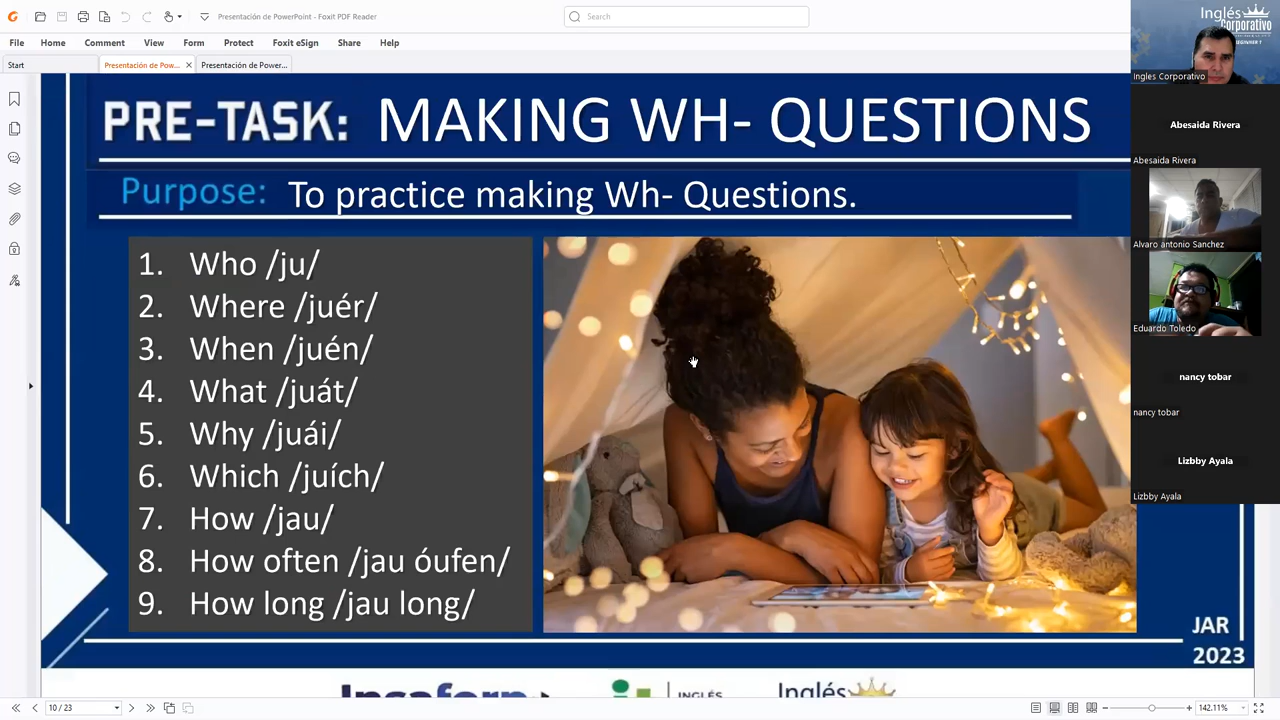 Presentación de PowerPoint - Foxit PDF Reader
Search
File Home Comment View Form Protect Foxit eSign Share Help
Start
Presentación de Pow...
Presentación de Power...
PRE-TASK: MAKING WH- QUESTIONS
Purpose: To practice making Wh- Questions.
1. Who /ju/
2. Where /juér/
3. When /juén/
4. What /juát/
5. Why /juái/
6. Which /juích/
7. How /jau/
8. How often /jau óufen/
9. How long /jau long/
JAR
2023
Insaforp
INGLÉS
Inglés
10 / 23
142.11%
Inglés
Corporativo
Ingles Corporativo
Abesaida Rivera
Abesaida Rivera
Alvaro antonio Sanchez
Eduardo Toledo
nancy tobar
nancy tobar
Lizbby Ayala
Lizbby Ayala